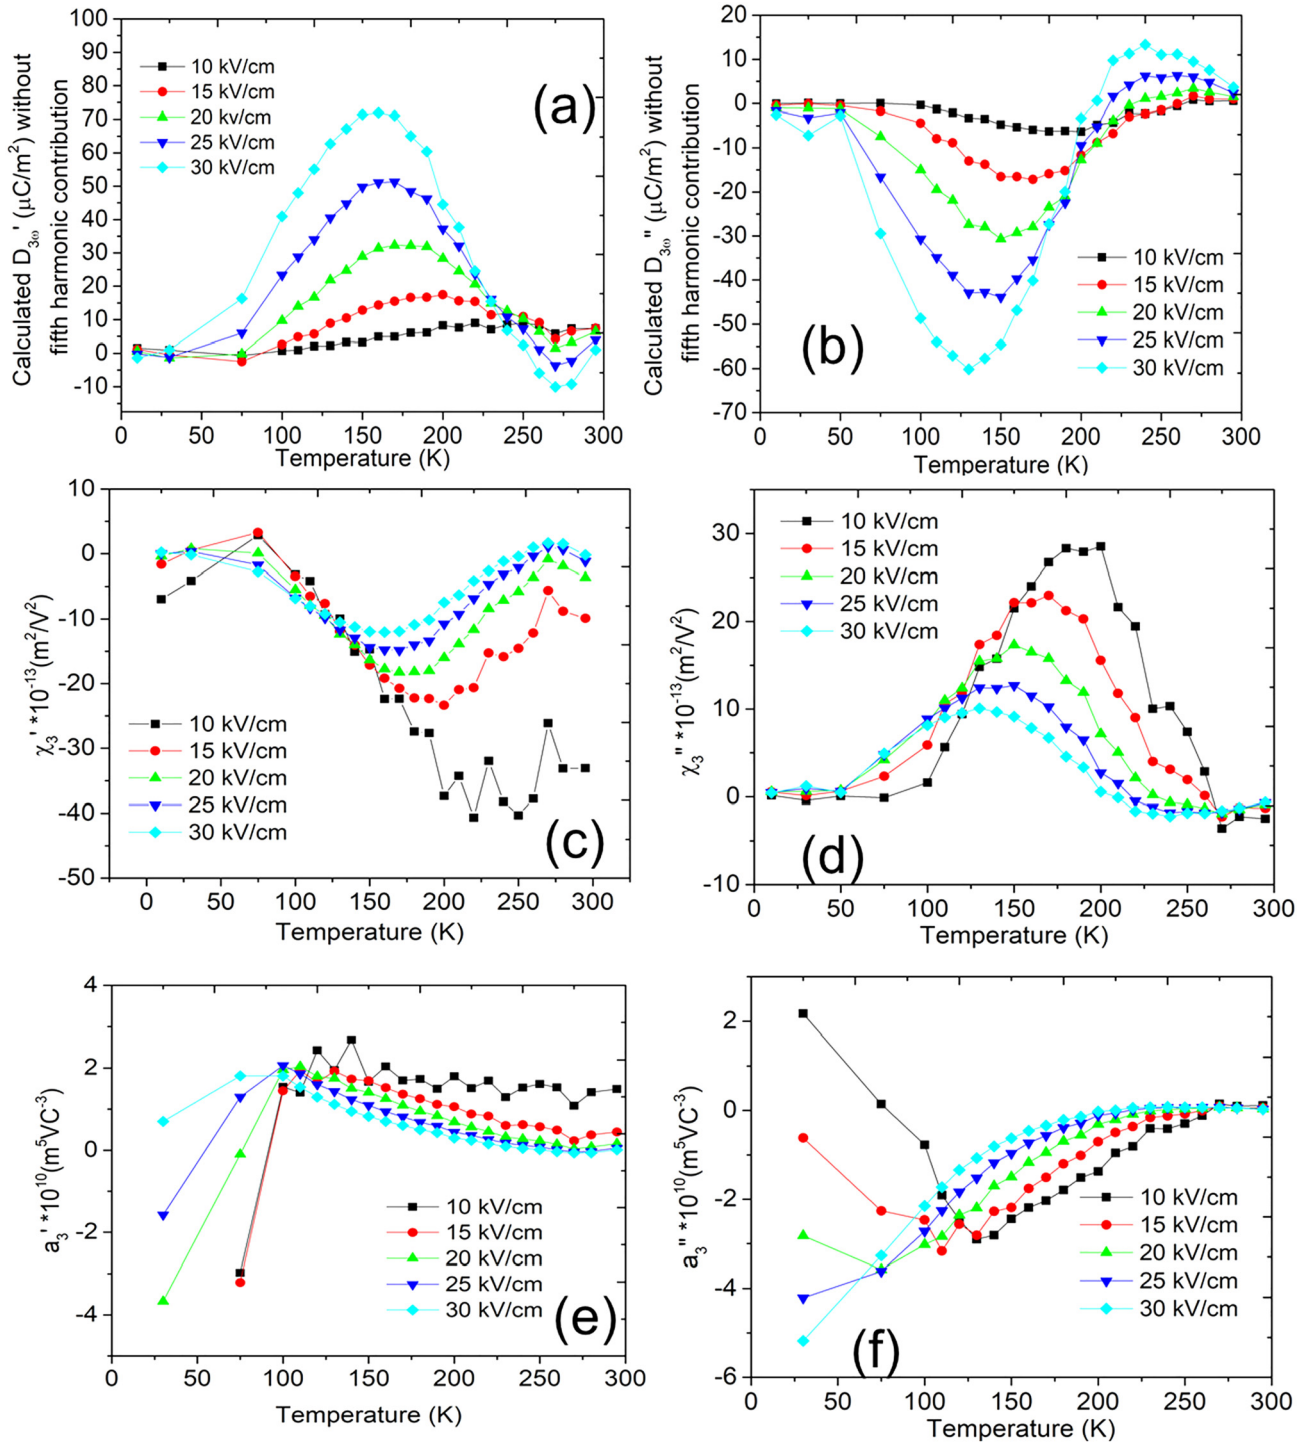 Calculated D3ω' (μC/m2) without
fifth harmonic contribution
100
90
80
70
60
50
40
30
20
10
0
-10
10 kV/cm
15 kV/cm
20 kv/cm
25 kV/cm
30 kV/cm
(a)
0 50 100 150 200 250 300
Temperature (K)
Calculated D3ω" (μC/m2) without
fifth harmonic contribution
20
10
0
-10
-20
-30
-40
-50
-60
-70
10 kV/cm
15 kV/cm
20 kV/cm
25 kV/cm
30 kV/cm
(b)
0 50 100 150 200 250 300
Temperature (K)
χ3' *10-13(m2/V2)
10
0
-10
-20
-30
-40
-50
10 kV/cm
15 kV/cm
20 kV/cm
25 kV/cm
30 kV/cm
(c)
0 50 100 150 200 250 300
Temperature (K)
χ3" *10-13(m2/V2)
30
20
10
0
-10
10 kV/cm
15 kV/cm
20 kV/cm
25 kV/cm
30 kV/cm
(d)
0 50 100 150 200 250 300
Temperature (K)
a3' *1010(m5VC-3)
4
2
0
-2
-4
10 kV/cm
15 kV/cm
20 kV/cm
25 kV/cm
30 kV/cm
(e)
0 50 100 150 200 250 300
Temperature (K)
a3" *1010(m5VC-3)
2
0
-2
-4
-6
10 kV/cm
15 kV/cm
20 kV/cm
25 kV/cm
30 kV/cm
(f)
0 50 100 150 200 250 300
Temperature (K)